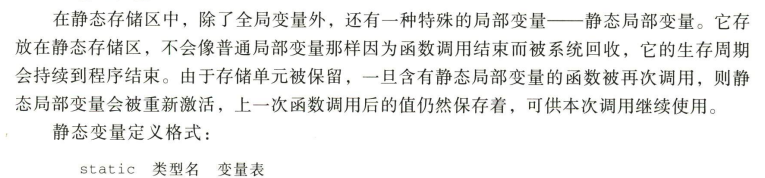 在静态存储区中，除了全局变量外，还有一种特殊的局部变量——静态局部变量。它存
放在静态存储区，不会像普通局部变量那样因为函数调用结束而被系统回收，它的生存周期
会持续到程序结束。由于存储单元被保留，一旦含有静态局部变量的函数被再次调用，则静
态局部变量会被重新激活，上一次函数调用后的值仍然保存着，可供本次调用继续使用。
静态变量定义格式：
static 类型名 变量表